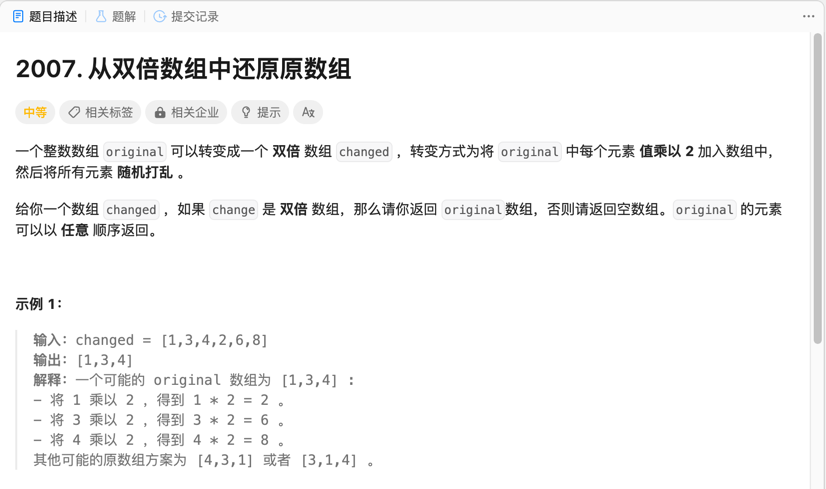 题目描述 题解 提交记录
2007. 从双倍数组中还原原数组
中等 相关标签 相关企业 提示
一个整数数组 original 可以转变成一个 双倍 数组 changed ，转变方式为将 original 中每个元素 值乘以 2 加入数组中，
然后将所有元素 随机打乱 。
给你一个数组 changed ，如果 change 是 双倍 数组，那么请你返回 original数组，否则请返回空数组。original 的元素
可以以 任意 顺序返回。
示例 1：
输入：changed = [1,3,4,2,6,8]
输出：[1,3,4]
解释：一个可能的 original 数组为 [1,3,4] :
- 将 1 乘以 2 ，得到 1 * 2 = 2 。
- 将 3 乘以 2 ，得到 3 * 2 = 6 。
- 将 4 乘以 2 ，得到 4 * 2 = 8 。
其他可能的原数组方案为 [4,3,1] 或者 [3,1,4] 。